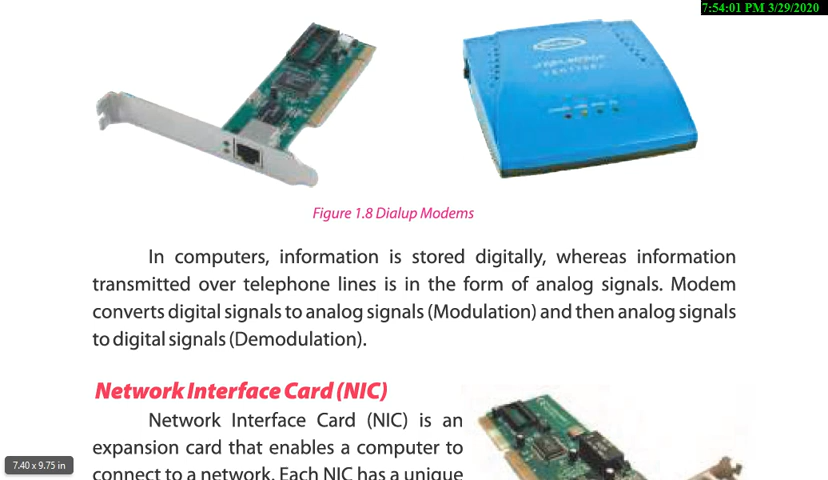 7:54:01 PM 3/29/2020
Figure 1.8 Dialup Modems
In computers, information is stored digitally, whereas information
transmitted over telephone lines is in the form of analog signals. Modem
converts digital signals to analog signals (Modulation) and then analog signals
to digital signals (Demodulation).
Network Interface Card (NIC)
Network Interface Card (NIC) is an
expansion card that enables a computer to
connect to a network. Each NIC has a unique
7.40 x 9.75 in